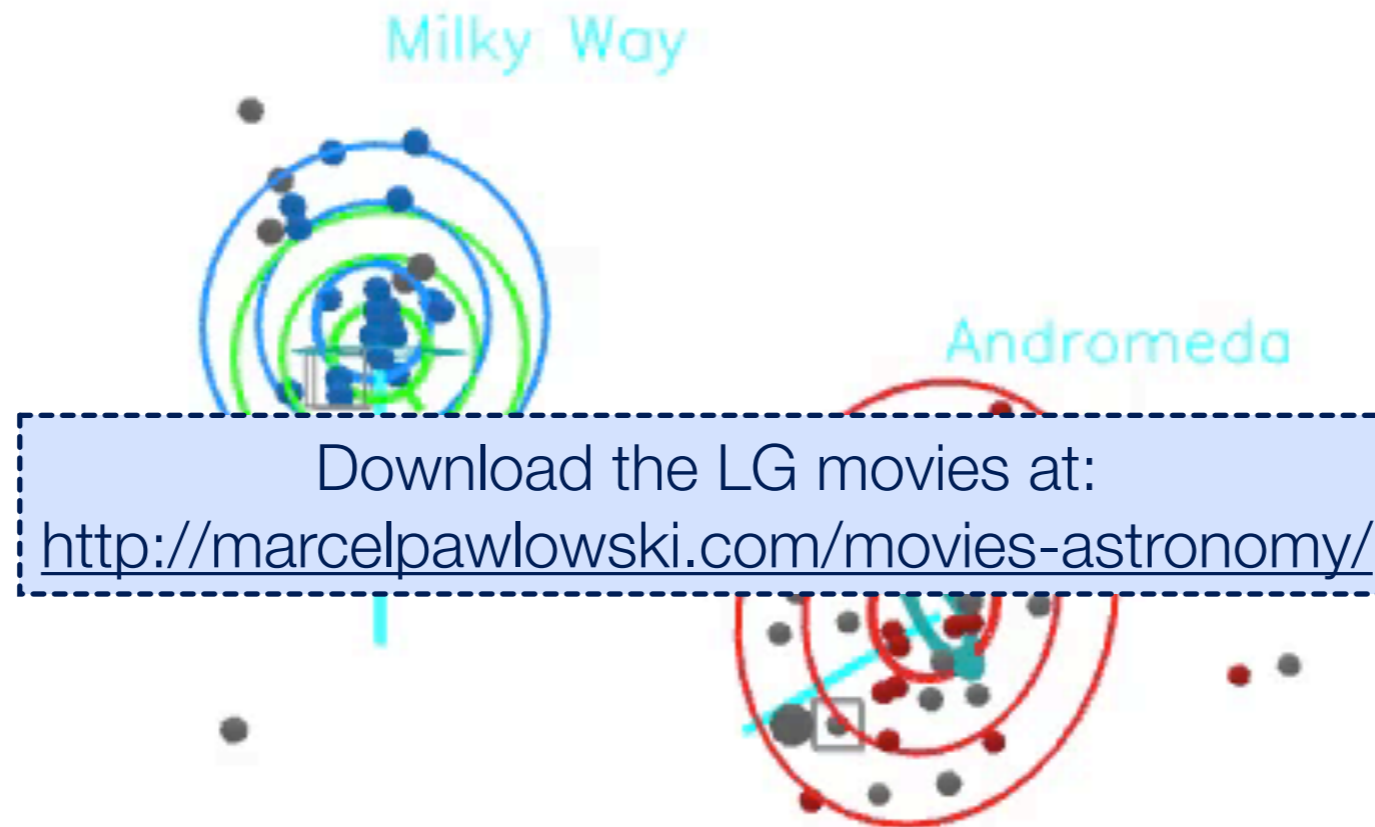 Milky Way
Andromeda
Download the LG movies at:
http://marcelpawlowski.com/movies-astronomy/